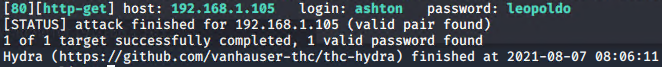 [80][http-get] host: 192.168.1.105   login: ashton   password: leopoldo
[STATUS] attack finished for 192.168.1.105 (valid pair found)
1 of 1 target successfully completed, 1 valid password found
Hydra (https://github.com/vanhauser-thc/thc-hydra) finished at 2021-08-07 08:06:11